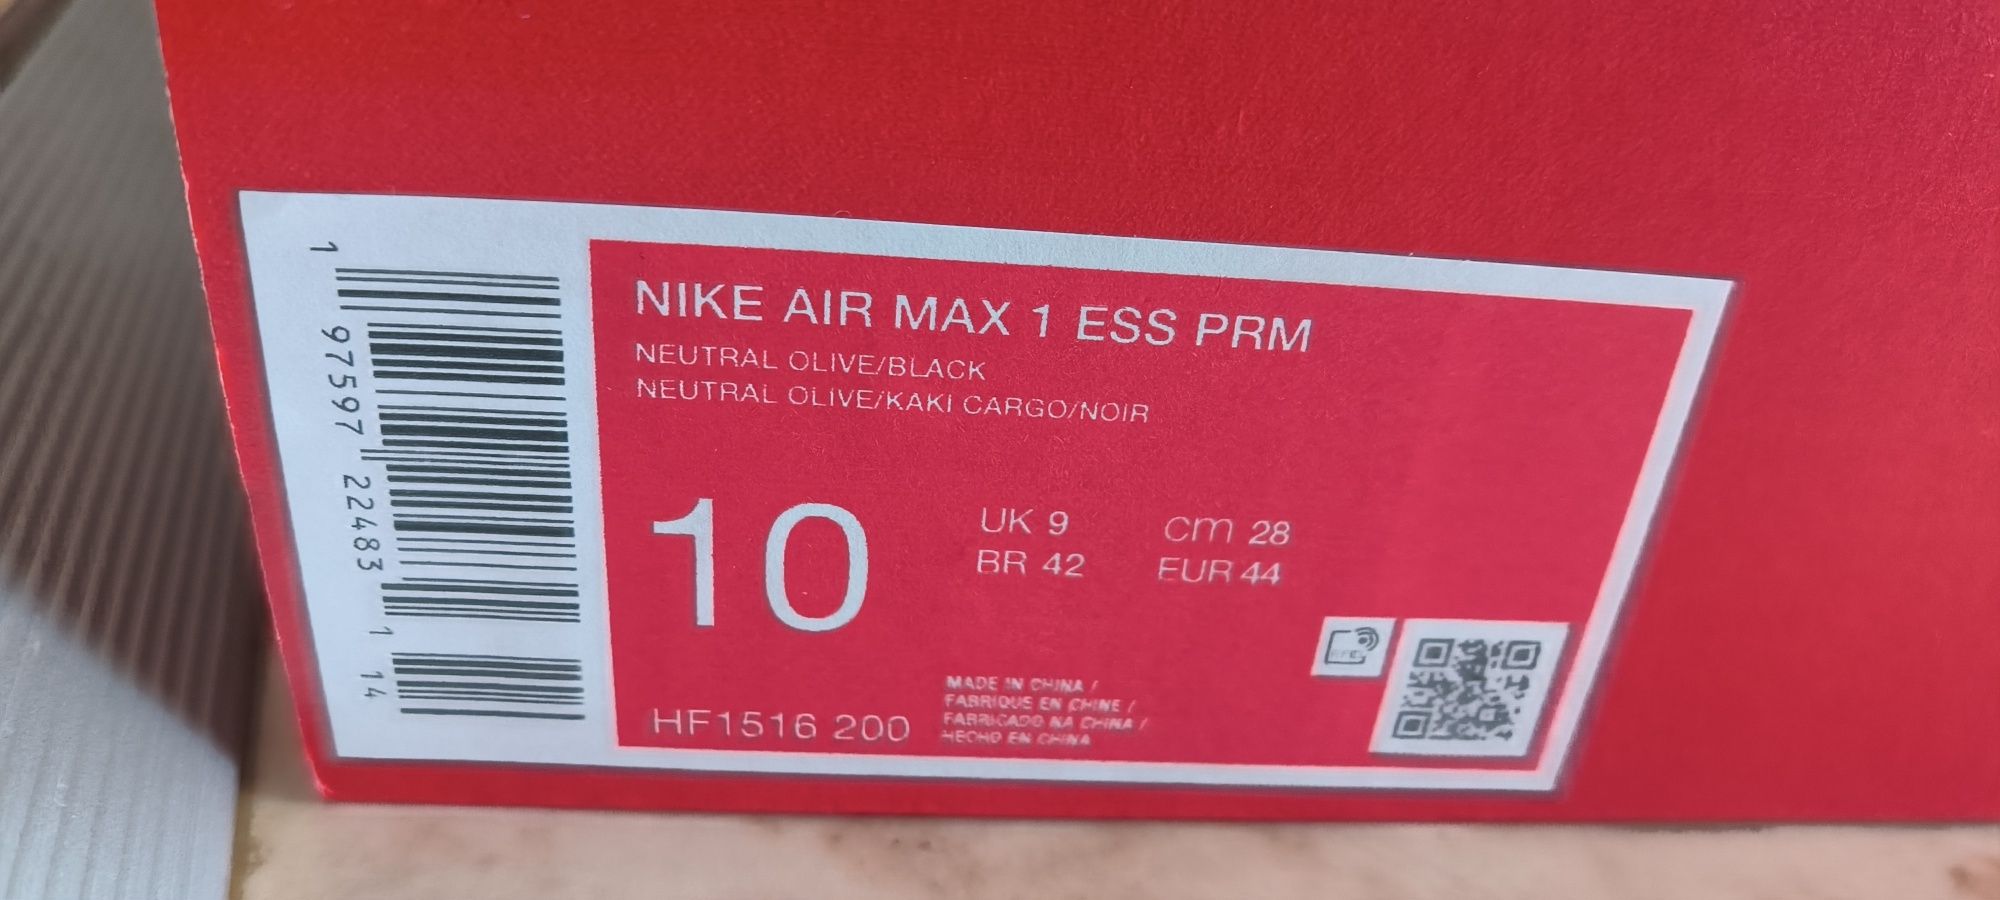 NIKE AIR MAX 1 ESS PRM
NEUTRAL OLIVE/BLACK
NEUTRAL OLIVE/KAKI CARGO/NOIR
10
UK 9
cm 28
BR 42
EUR 44
HF1516 200
MADE IN CHINA /
FABRIQUE EN CHINE /
FABRICADO NA CHINA /
HECHO EN CHINA
1 97597 22483 1 14